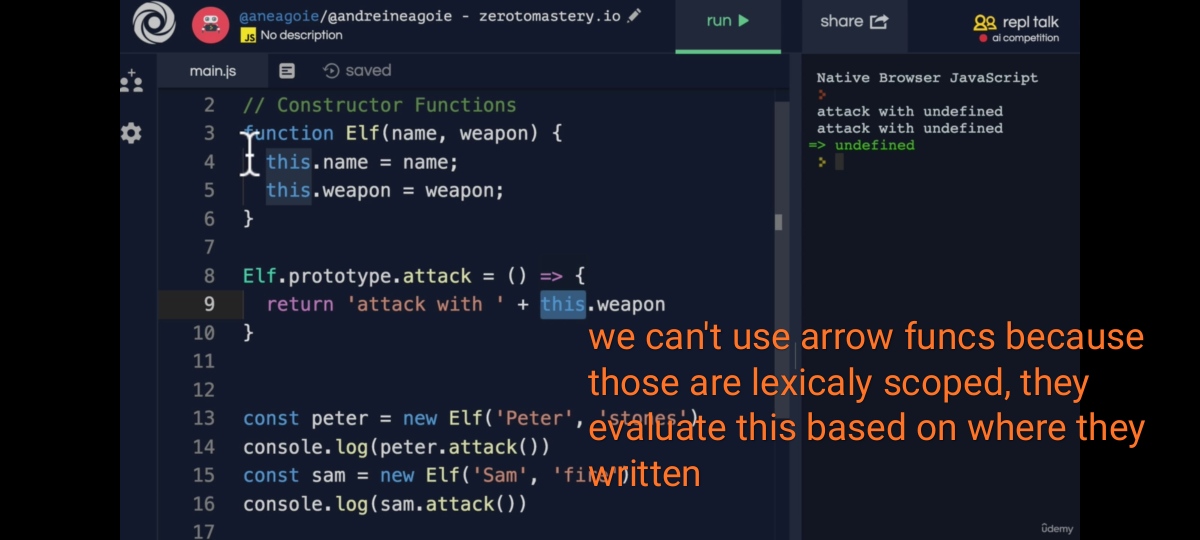 @aneagoie/@andreineagoie - zerotomastery.io
JS No description
run
share
repl talk
ai competition
main.js
saved
Native Browser JavaScript
attack with undefined
attack with undefined
=> undefined
2 // Constructor Functions
3 function Elf(name, weapon) {
4 this.name = name;
5 this.weapon = weapon;
6 }
7
8 Elf.prototype.attack = () => {
9 return 'attack with ' + this.weapon
10 }
11
12
13 const peter = new Elf('Peter', 'stones')
14 console.log(peter.attack())
15 const sam = new Elf('Sam', 'fire')
16 console.log(sam.attack())
17
we can't use arrow funcs because
those are lexicaly scoped, they
evaluate this based on where they
written
ûdemy